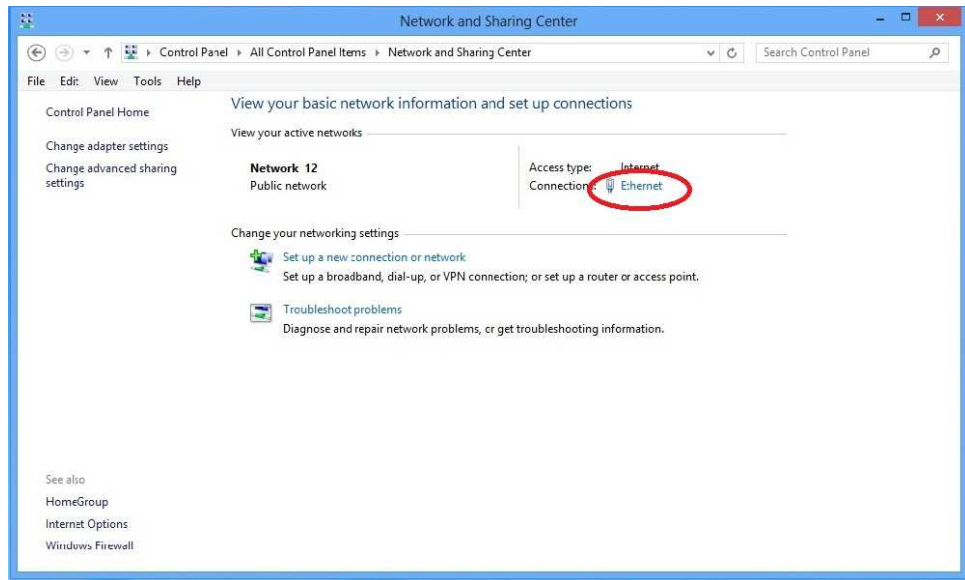 Network and Sharing Center
Control Panel ▸ All Control Panel Items ▸ Network and Sharing Center
Search Control Panel
File Edit View Tools Help
Control Panel Home
Change adapter settings
Change advanced sharing
settings
View your basic network information and set up connections
View your active networks
Network 12
Public network
Access type: Internet
Connections: Ethernet
Change your networking settings
Set up a new connection or network
Set up a broadband, dial-up, or VPN connection; or set up a router or access point.
Troubleshoot problems
Diagnose and repair network problems, or get troubleshooting information.
See also
HomeGroup
Internet Options
Windows Firewall